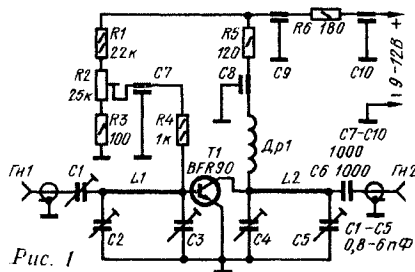 R1
22к
R2
25к
R3
100
C7
R4
1к
R5
120
C8
C9
R6 180
C10
9-12В
Др1
T1
BFR90
C7-C10
1000
C6
1000
Гн1
C1
L1
L2
Гн2
C2
C3
C4
C5
C1-C5
0,8-6пФ
Рис. 1